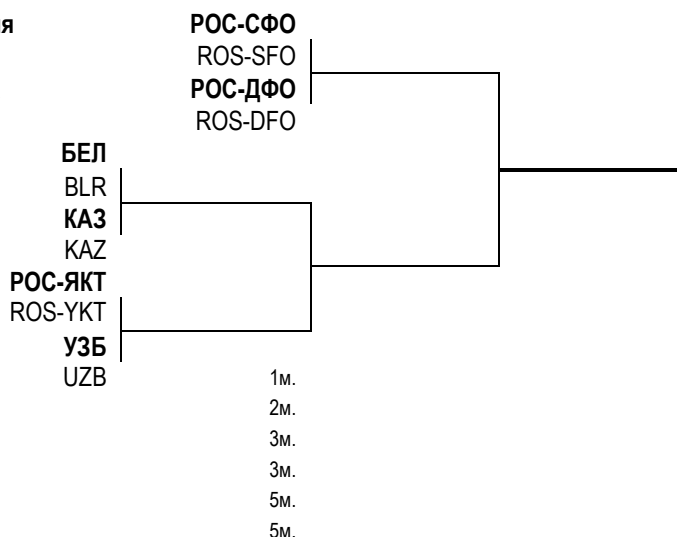 ия
РОС-СФО
ROS-SFO
РОС-ДФО
ROS-DFO
БЕЛ
BLR
КАЗ
KAZ
РОС-ЯКТ
ROS-YKT
УЗБ
UZB
1м.
2м.
3м.
3м.
5м.
5м.